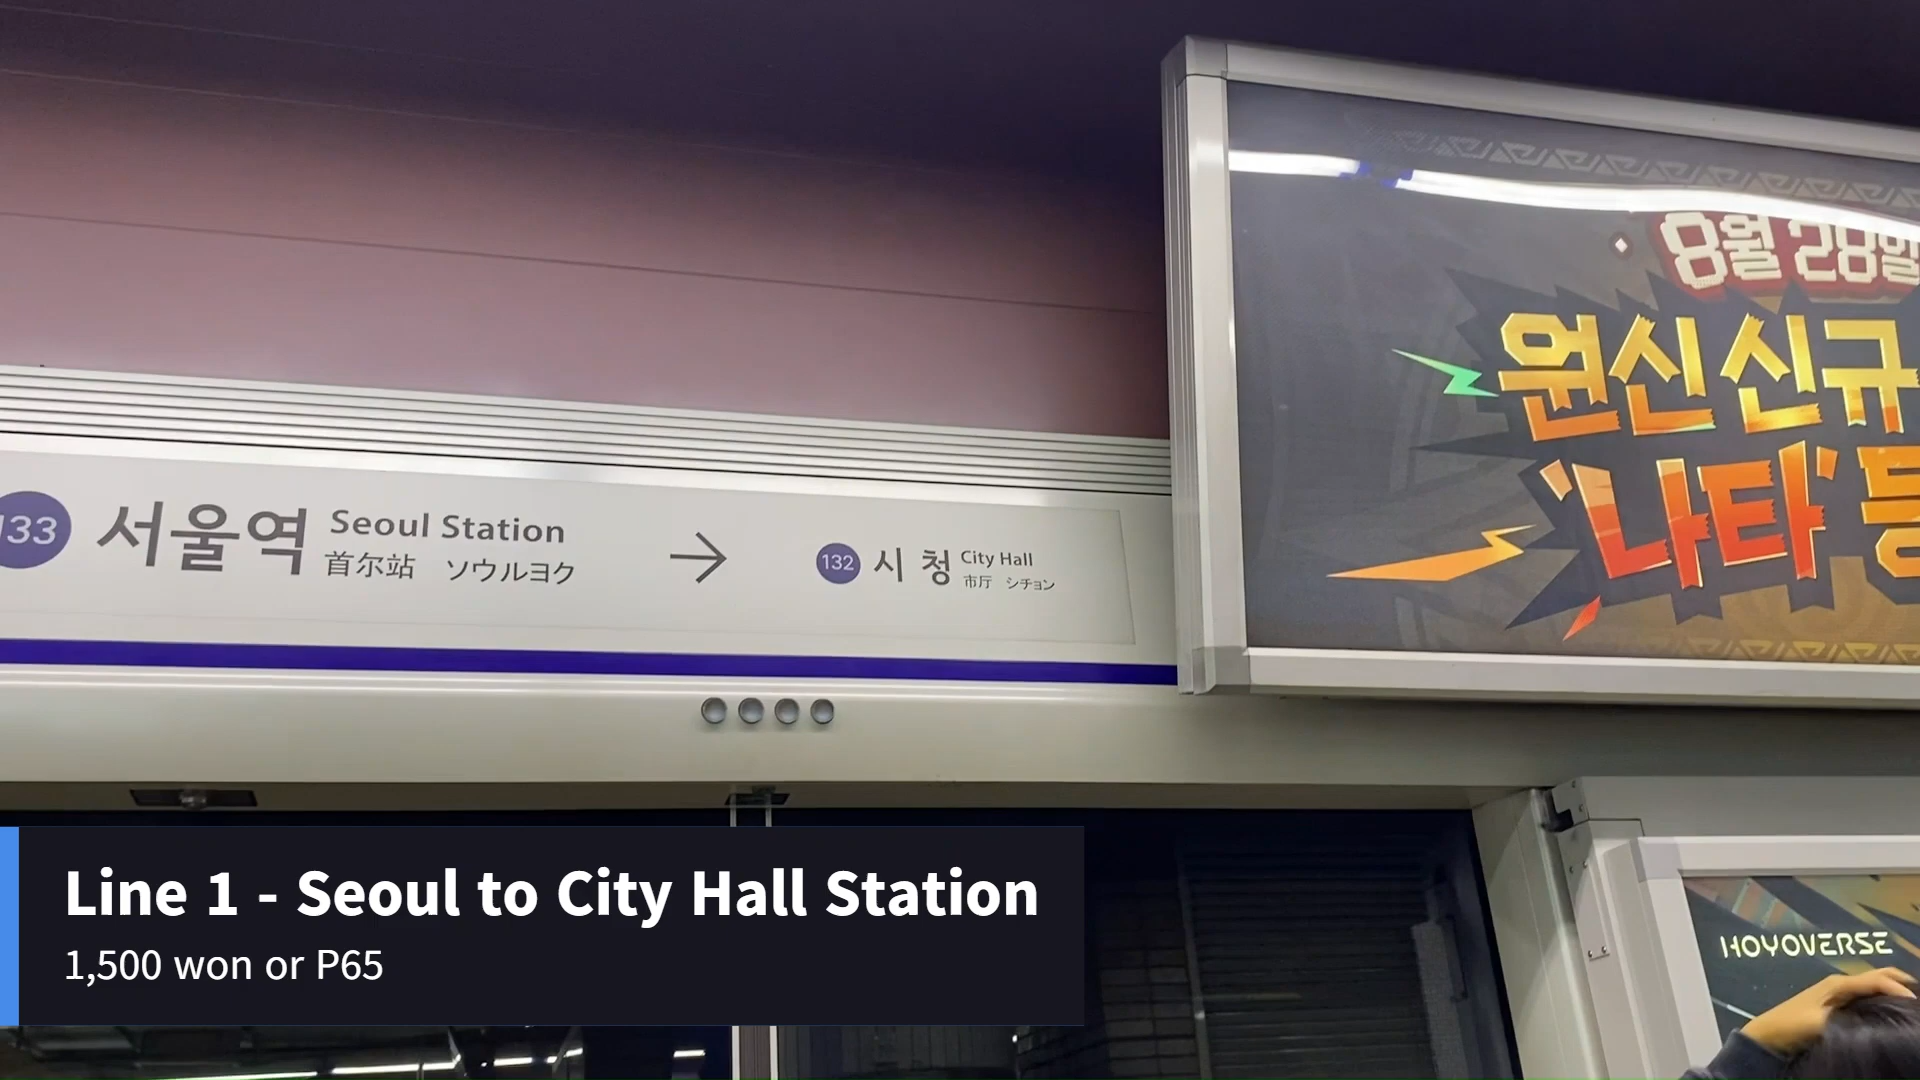 133 서울역 Seoul Station
首尔站 ソウルヨク
132 시 청 City Hall
市厅 シチョン
8월 28일
원신 신규
'나타'
HOYOVERSE
Line 1 - Seoul to City Hall Station
1,500 won or P65